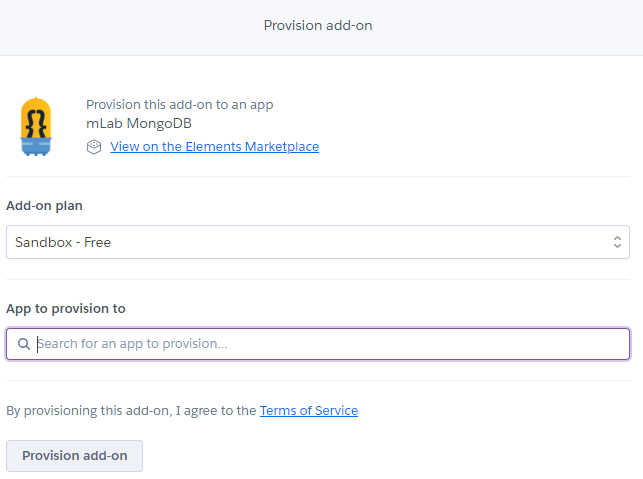 Provision add-on
Provision this add-on to an app
mLab MongoDB
View on the Elements Marketplace
Add-on plan
Sandbox - Free
App to provision to
Search for an app to provision...
By provisioning this add-on, I agree to the Terms of Service
Provision add-on